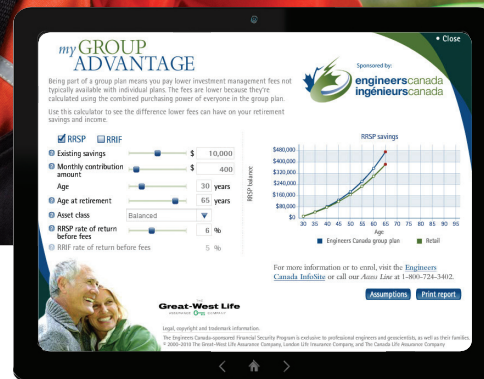 • Close
my GROUP
ADVANTAGE
Being part of a group plan means you pay lower investment management fees not
typically available with individual plans. The fees are lower because they're
calculated using the combined purchasing power of everyone in the group plan.
Use this calculator to see the difference lower fees can have on your retirement
savings and income.
Sponsored by:
engineerscanada
ingénieurscanada
RRSP RRIF
Existing savings $ 10,000
Monthly contribution $ 400
amount
Age 30 years
Age at retirement 65 years
Asset class Balanced
RRSP rate of return 6 %
before fees
RRIF rate of return before fees 5 %
RRSP savings
RRSP balance
$480,000
$400,000
$320,000
$240,000
$160,000
$80,000
$0
30 35 40 45 50 55 60 65 70 75 80 85 90 95
Age
Engineers Canada group plan Retail
For more information or to enrol, visit the Engineers
Canada InfoSite or call our Access Line at 1-800-724-3402.
Assumptions Print report
THE
Great-West Life
ASSURANCE COMPANY
Legal, copyright and trademark information.
The Engineers Canada-sponsored Financial Security Program is exclusive to professional engineers and geoscientists, as well as their families.
© 2000-2010 The Great-West Life Assurance Company, London Life Insurance Company, and The Canada Life Assurance Company